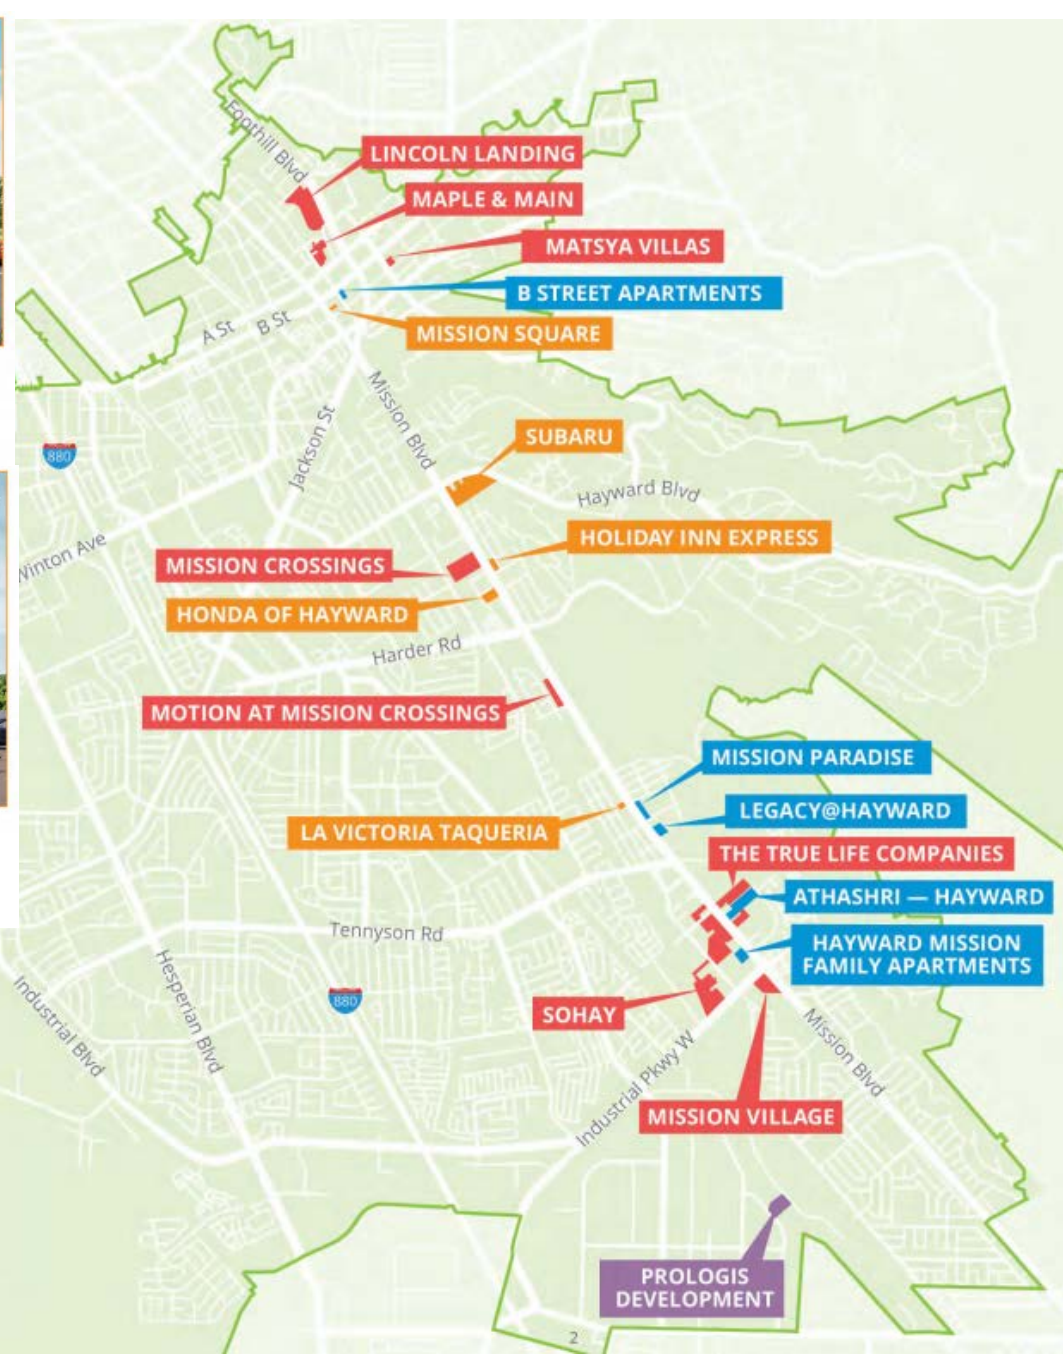 Foothill Blvd
LINCOLN LANDING
MAPLE & MAIN
MATSYA VILLAS
B STREET APARTMENTS
A St
B St
MISSION SQUARE
Mission Blvd
Jackson St
SUBARU
880
Hayward Blvd
Winton Ave
HOLIDAY INN EXPRESS
MISSION CROSSINGS
HONDA OF HAYWARD
Harder Rd
MOTION AT MISSION CROSSINGS
MISSION PARADISE
LEGACY@HAYWARD
LA VICTORIA TAQUERIA
THE TRUE LIFE COMPANIES
ATHASHRI — HAYWARD
Tennyson Rd
HAYWARD MISSION
FAMILY APARTMENTS
Industrial Blvd
Hesperian Blvd
880
SOHAY
Mission Blvd
Industrial Pkwy W
MISSION VILLAGE
PROLOGIS
DEVELOPMENT
2